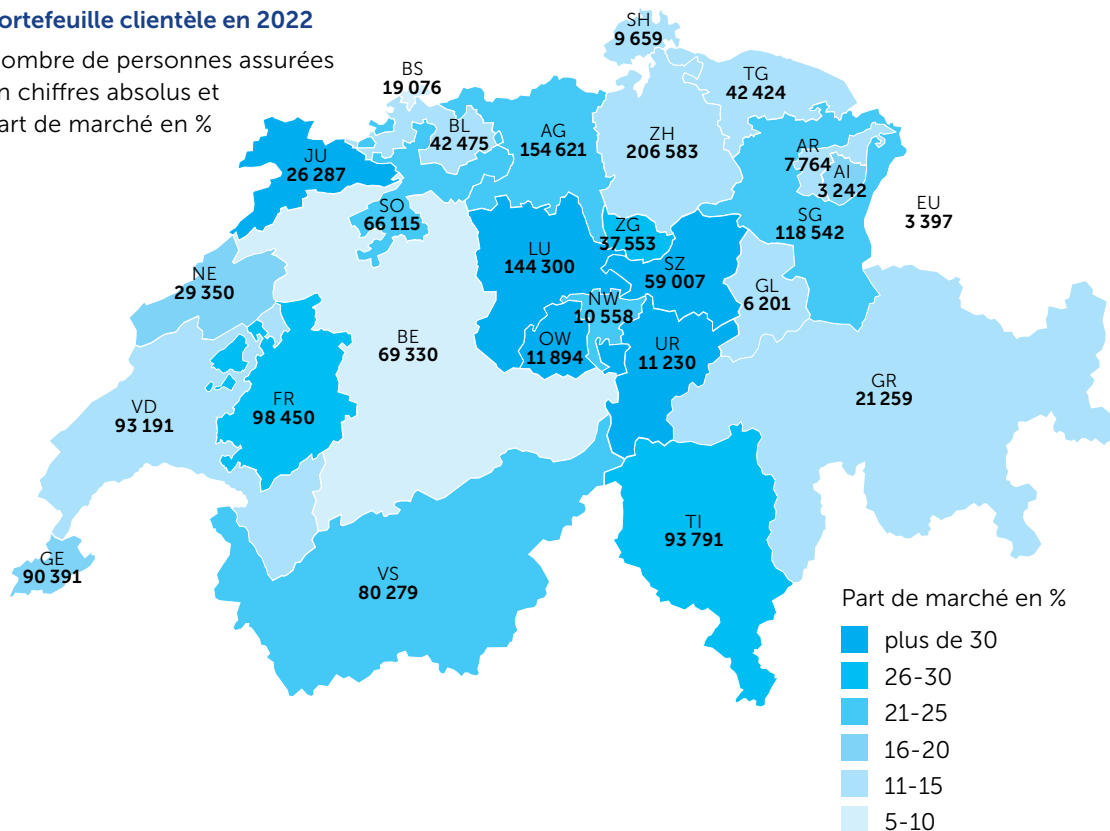 ortefeuille clientèle en 2022
ombre de personnes assurées
n chiffres absolus et
art de marché en %
SH
9 659
BS
19 076
TG
42 424
BL
42 475
AG
154 621
ZH
206 583
AR
7 764
AI
3 242
JU
26 287
EU
3 397
SO
66 115
ZG
37 553
SG
118 542
LU
144 300
SZ
59 007
NE
29 350
GL
6 201
NW
10 558
BE
69 330
OW
11 894
UR
11 230
GR
21 259
VD
93 191
FR
98 450
TI
93 791
GE
90 391
VS
80 279
Part de marché en %
plus de 30
26-30
21-25
16-20
11-15
5-10